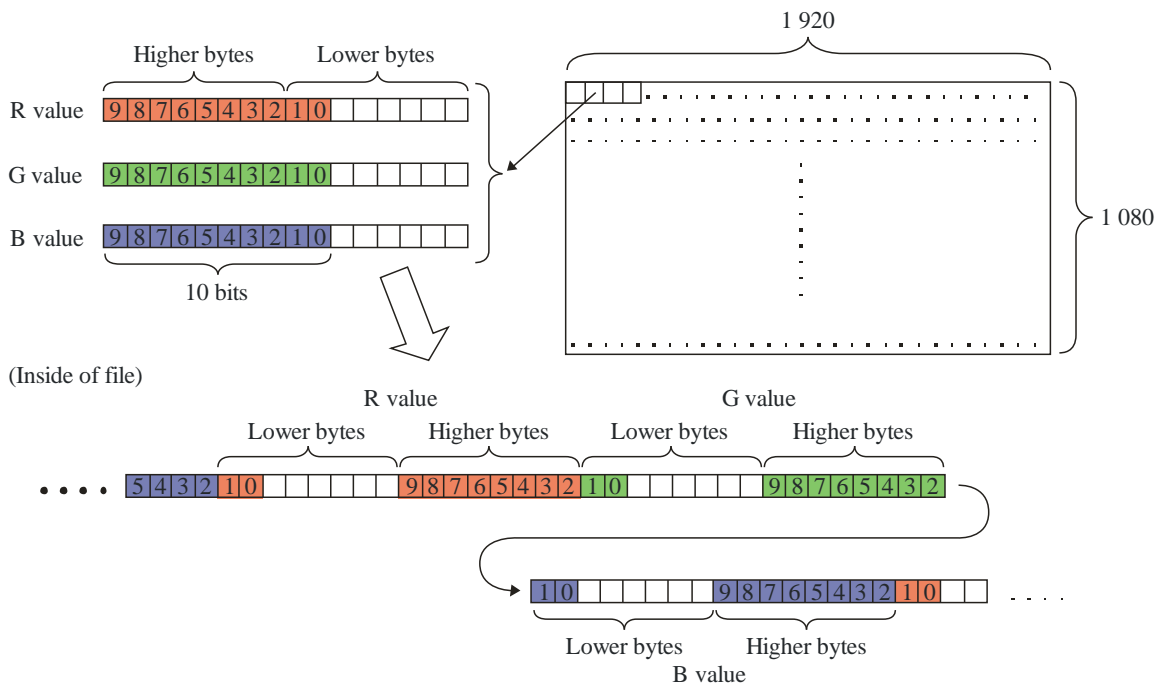 1 920
Higher bytes Lower bytes
R value 9 8 7 6 5 4 3 2 1 0
G value 9 8 7 6 5 4 3 2 1 0
B value 9 8 7 6 5 4 3 2 1 0
1 080
10 bits
(Inside of file)
R value G value
Lower bytes Higher bytes Lower bytes Higher bytes
5 4 3 2 1 0 9 8 7 6 5 4 3 2 1 0 9 8 7 6 5 4 3 2
1 0 9 8 7 6 5 4 3 2 1 0
Lower bytes Higher bytes
B value